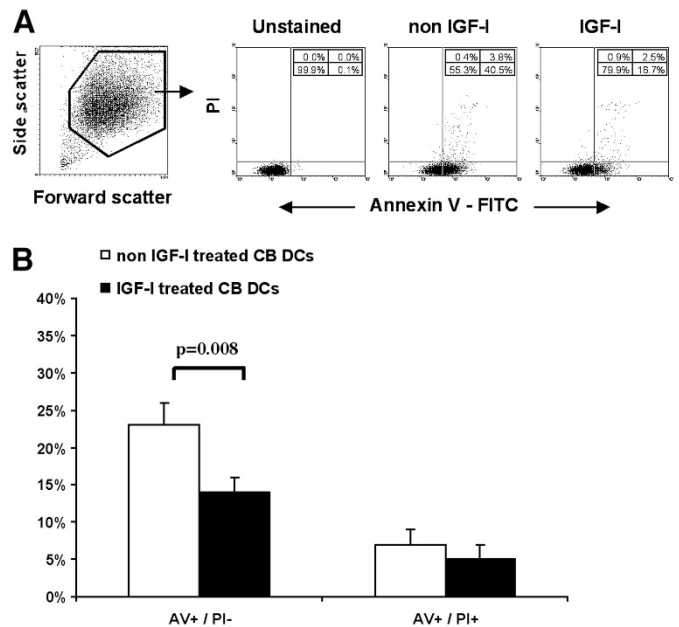 A
Unstained
non IGF-I
IGF-I
Side scatter
PI
0.0% 0.0%
99.9% 0.1%
0.4% 3.8%
55.3% 40.5%
0.9% 2.5%
79.9% 16.7%
Forward scatter
Annexin V - FITC
B
non IGF-I treated CB DCs
IGF-I treated CB DCs
40%
35%
30%
25%
20%
15%
10%
5%
0%
p=0.008
AV+ / PI-
AV+ / PI+